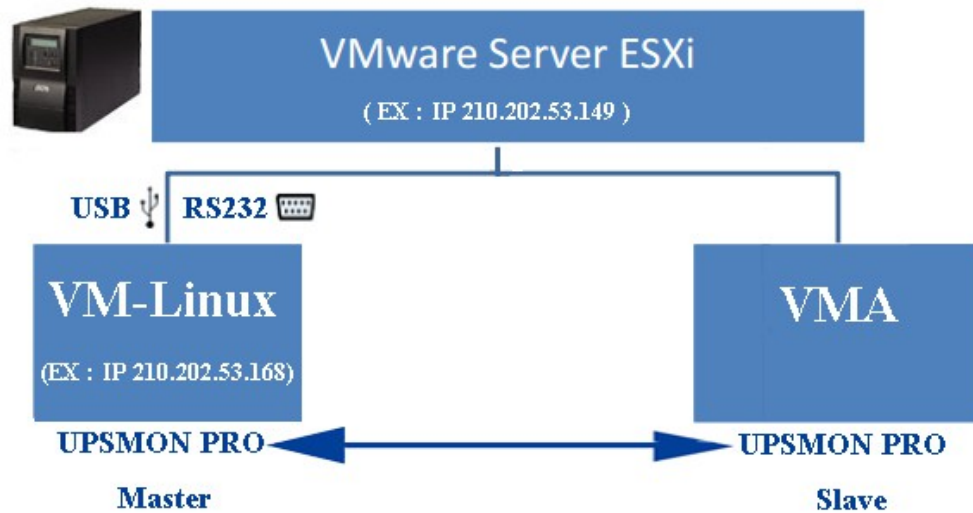 VMware Server ESXi
( EX : IP 210.202.53.149 )
USB RS232
VM-Linux
(EX : IP 210.202.53.168)
VMA
UPSMON PRO
UPSMON PRO
Master
Slave